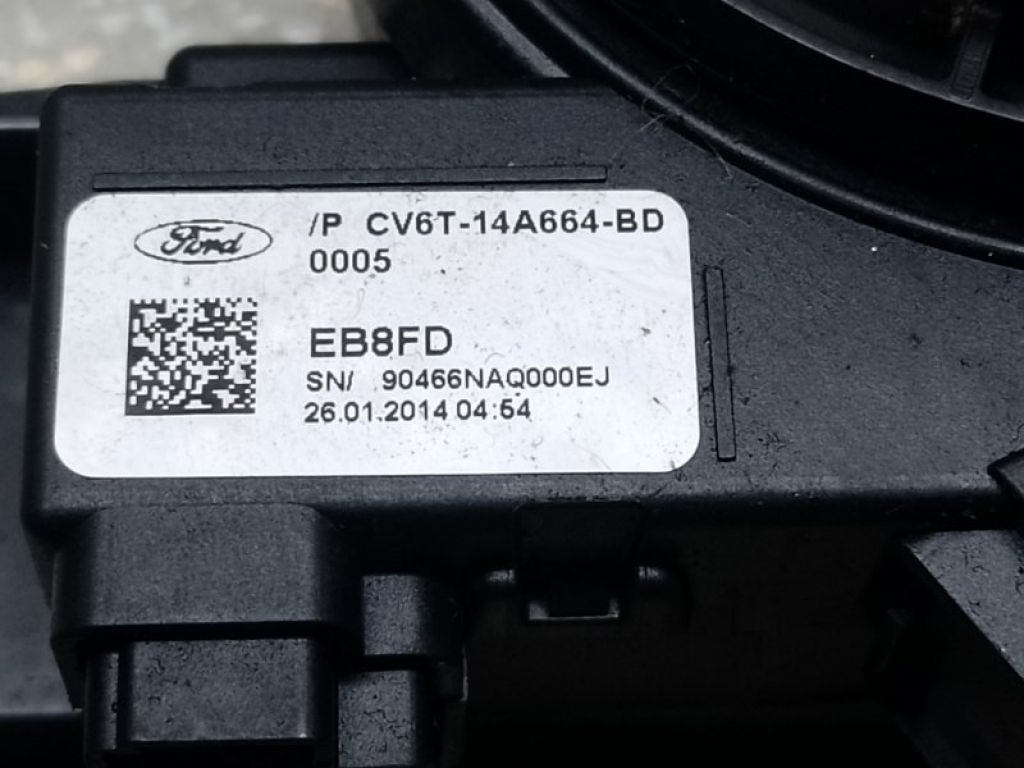 Ford
/P CV6T-14A664-BD
0005
EB8FD
SN/ 90466NAQ000EJ
26.01.2014 04:54